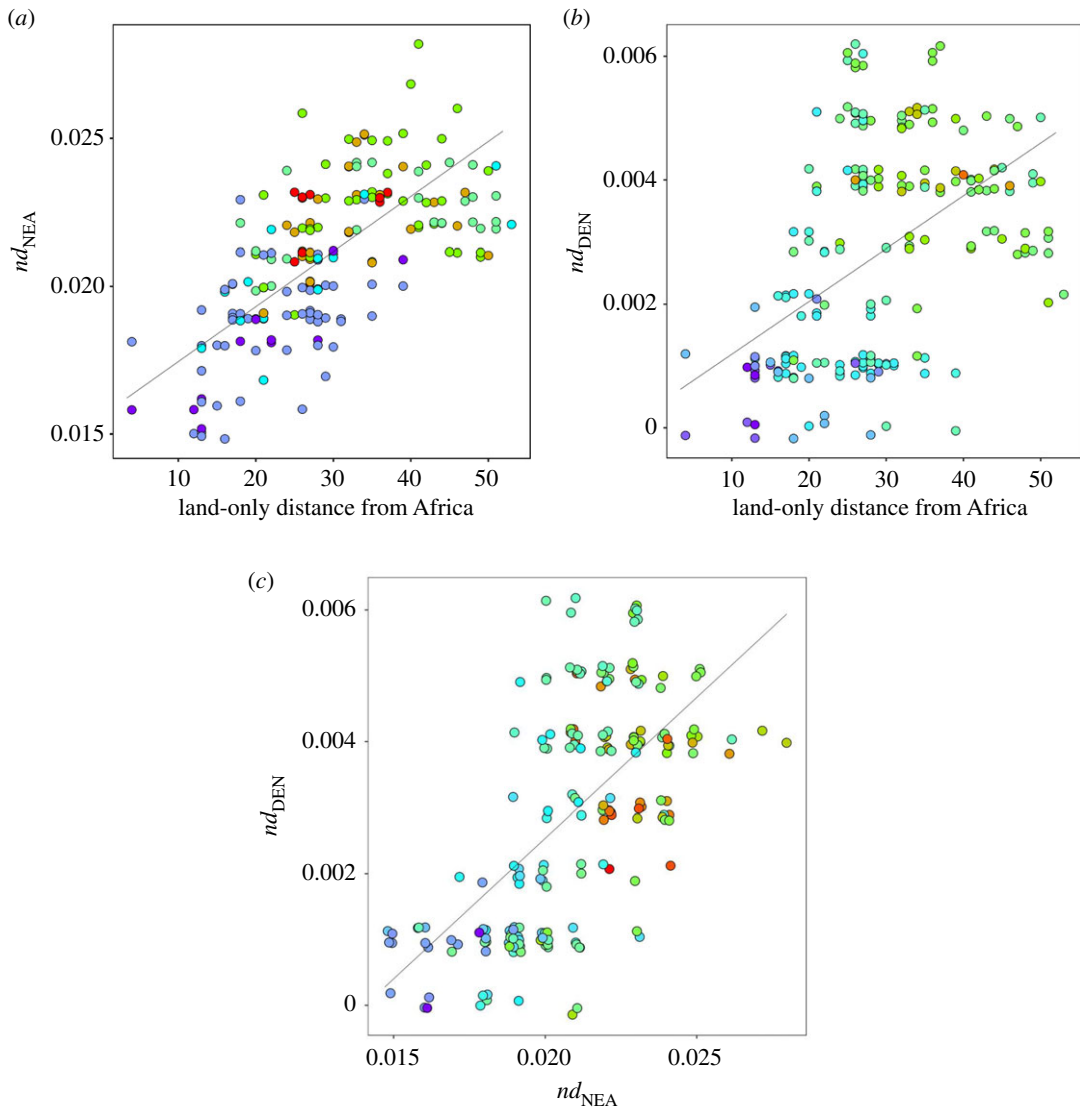 (a)
nd_NEA
0.025
0.020
0.015
10 20 30 40 50
land-only distance from Africa
(b)
nd_DEN
0.006
0.004
0.002
0
10 20 30 40 50
land-only distance from Africa
(c)
nd_DEN
0.006
0.004
0.002
0
0.015 0.020 0.025
nd_NEA